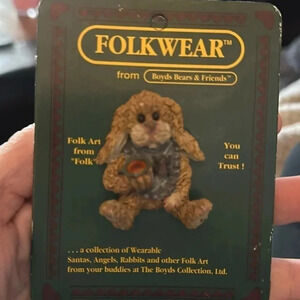 FOLKWEAR™
from Boyds Bears & Friends™
Folk Art
from
"Folk"
You
can
Trust !
. . . a collection of Wearable
Santas, Angels, Rabbits and other Folk Art
from your buddies at The Boyds Collection, Ltd.